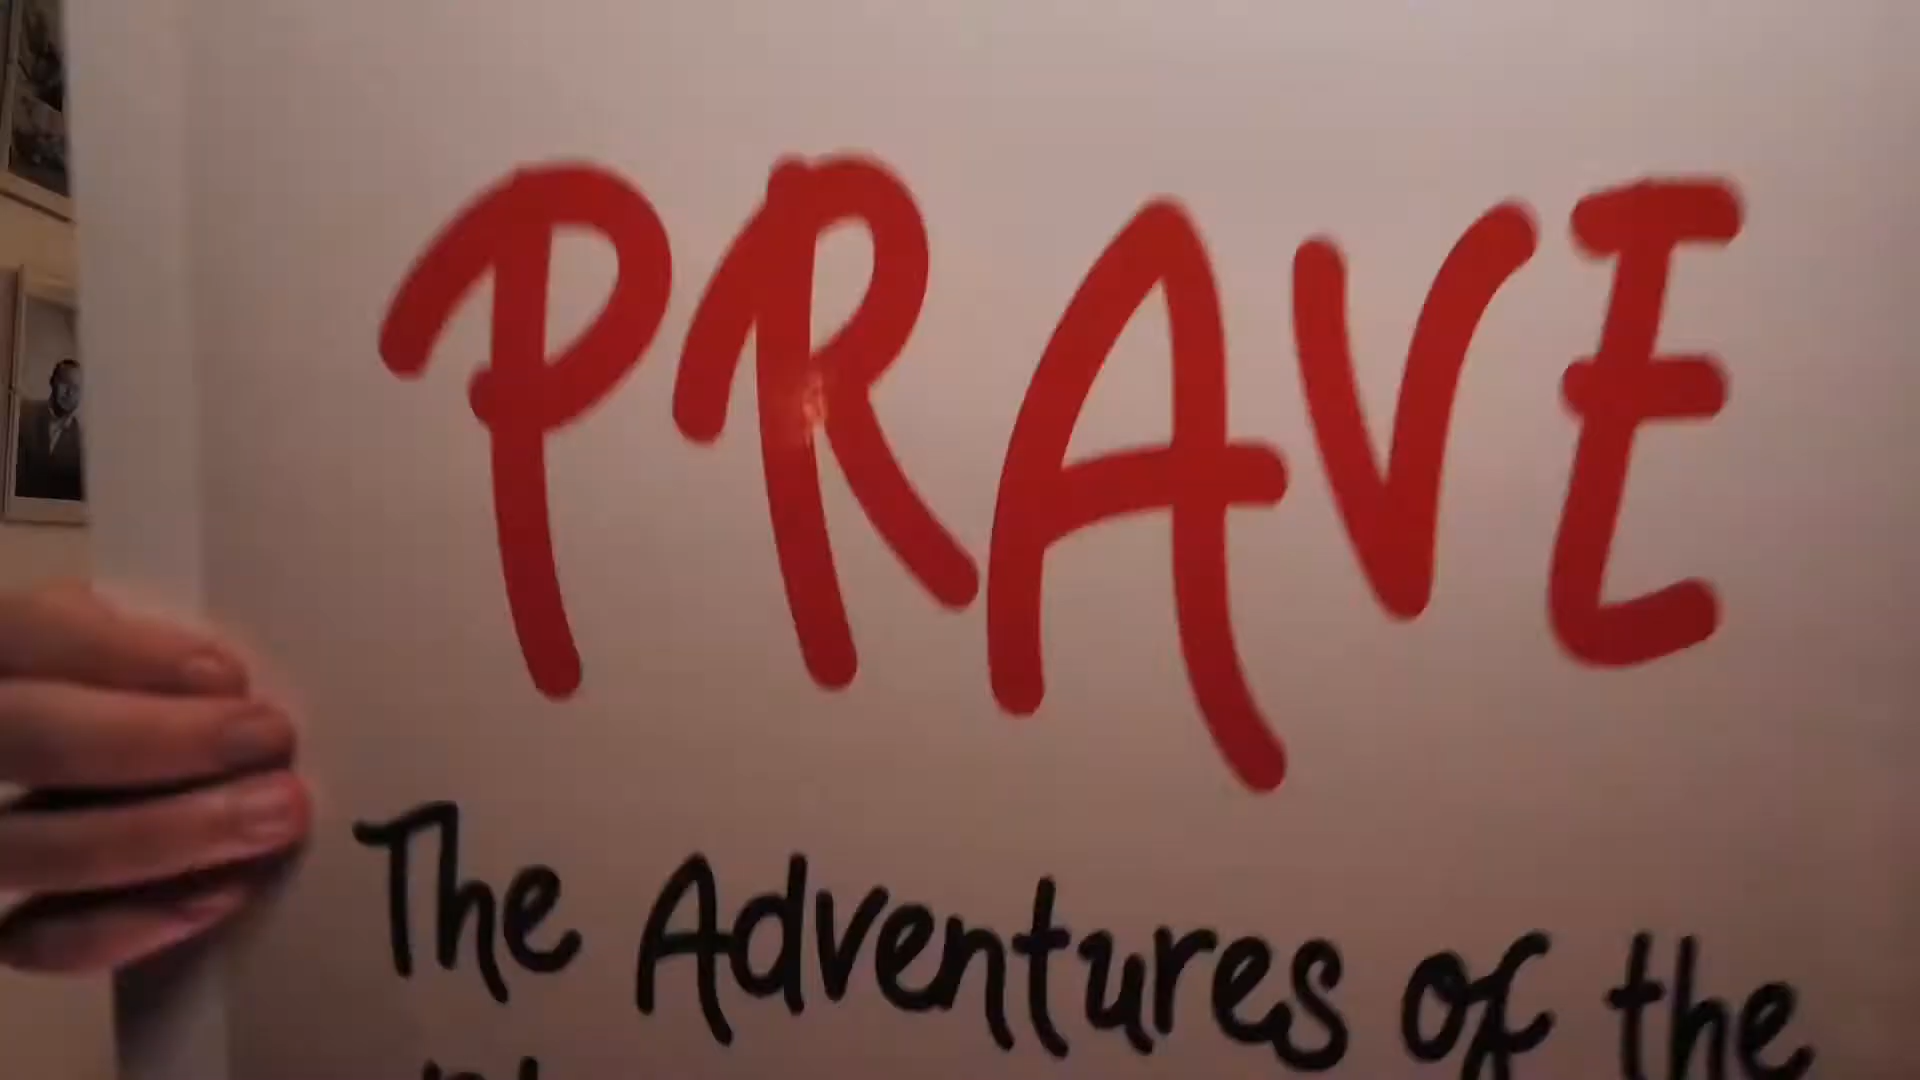 PRAVE
The Adventures of the